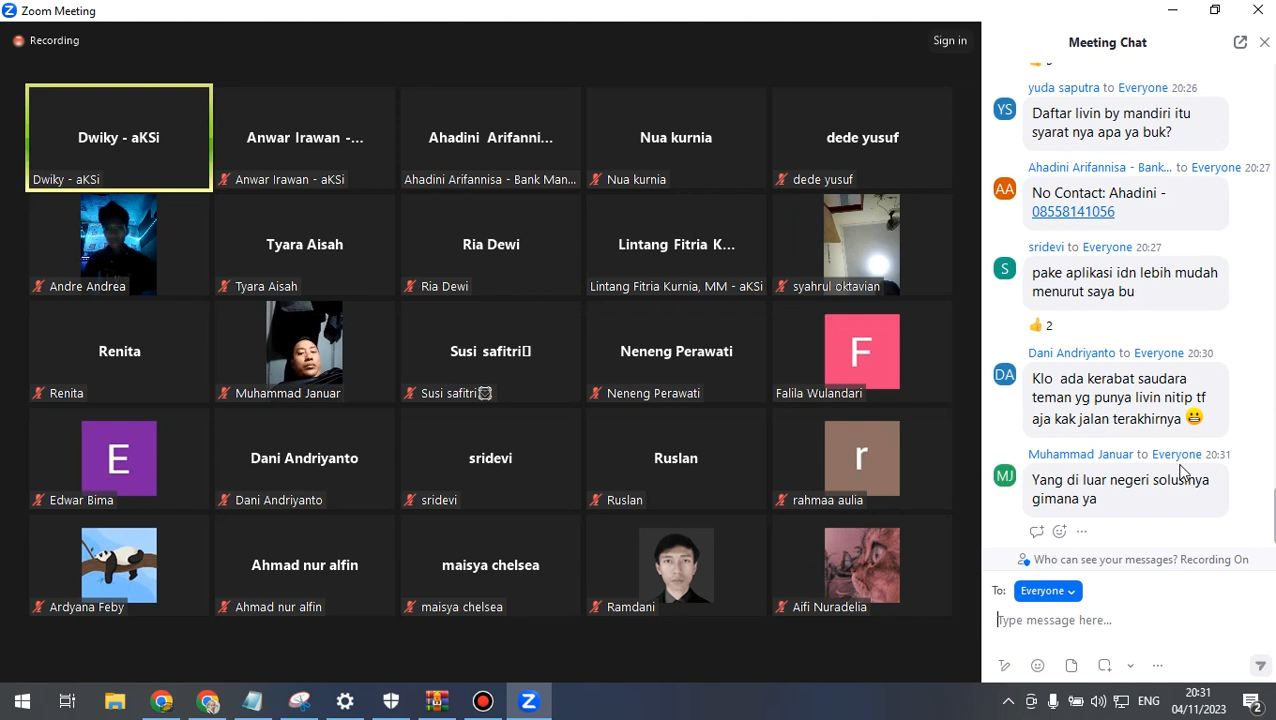 Zoom Meeting
Recording
Sign in
Dwiky - aKSi
Dwiky - aKSi
Anwar Irawan -...
Anwar Irawan - aKSi
Ahadini Arifanni...
Ahadini Arifannisa - Bank Man...
Nua kurnia
Nua kurnia
dede yusuf
dede yusuf
Andre Andrea
Tyara Aisah
Tyara Aisah
Ria Dewi
Ria Dewi
Lintang Fitria K...
Lintang Fitria Kurnia, MM - aKSi
syahrul oktavian
Renita
Renita
Muhammad Januar
Susi safitri
Susi safitri
Neneng Perawati
Neneng Perawati
F
Falila Wulandari
E
Edwar Bima
Dani Andriyanto
Dani Andriyanto
sridevi
sridevi
Ruslan
Ruslan
r
rahmaa aulia
Ardyana Feby
Ahmad nur alfin
Ahmad nur alfin
maisya chelsea
maisya chelsea
Ramdani
Aifi Nuradelia
Meeting Chat
yuda saputra to Everyone 20:26
YS
Daftar livin by mandiri itu
syarat nya apa ya buk?
Ahadini Arifannisa - Bank... to Everyone 20:27
AA
No Contact: Ahadini -
08558141056
sridevi to Everyone 20:27
S
pake aplikasi idn lebih mudah
menurut saya bu
👍 2
Dani Andriyanto to Everyone 20:30
DA
Klo ada kerabat saudara
teman yg punya livin nitip tf
aja kak jalan terakhirnya 😀
Muhammad Januar to Everyone 20:31
MJ
Yang di luar negeri solusinya
gimana ya
Who can see your messages? Recording On
To: Everyone
Type message here...
ENG
20:31
04/11/2023
2